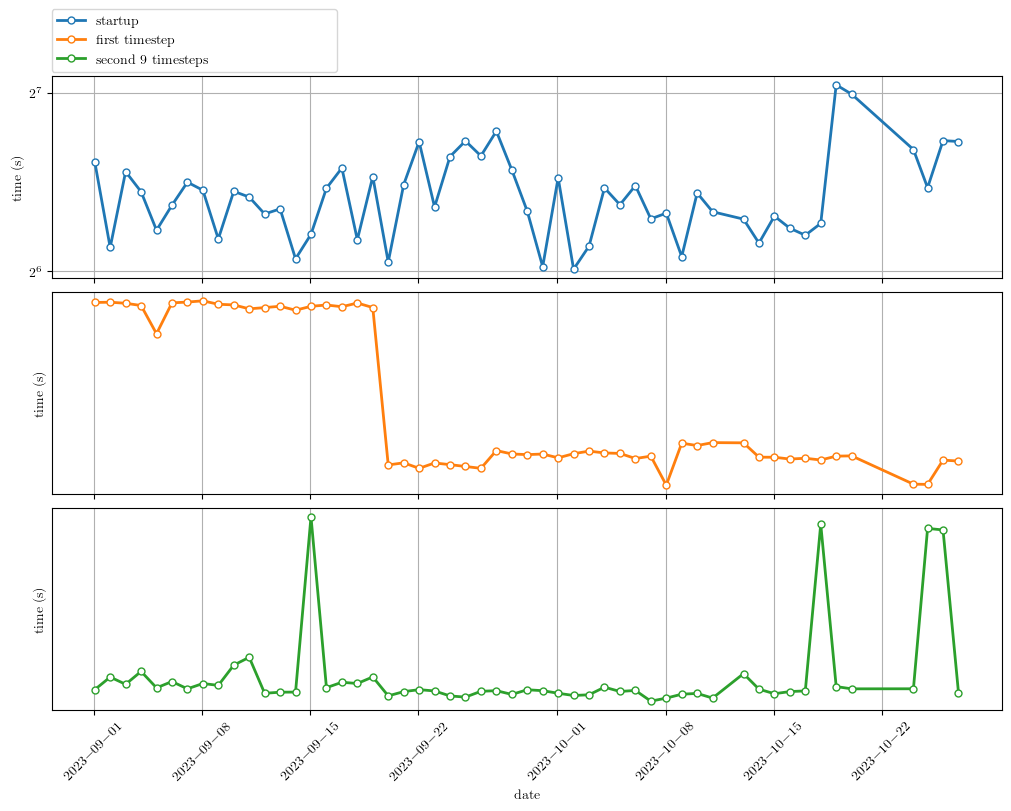 startup
first timestep
second 9 timesteps
2^7
time (s)
2^6
time (s)
time (s)
2023−09−01
2023−09−08
2023−09−15
2023−09−22
2023−10−01
2023−10−08
2023−10−15
2023−10−22
date